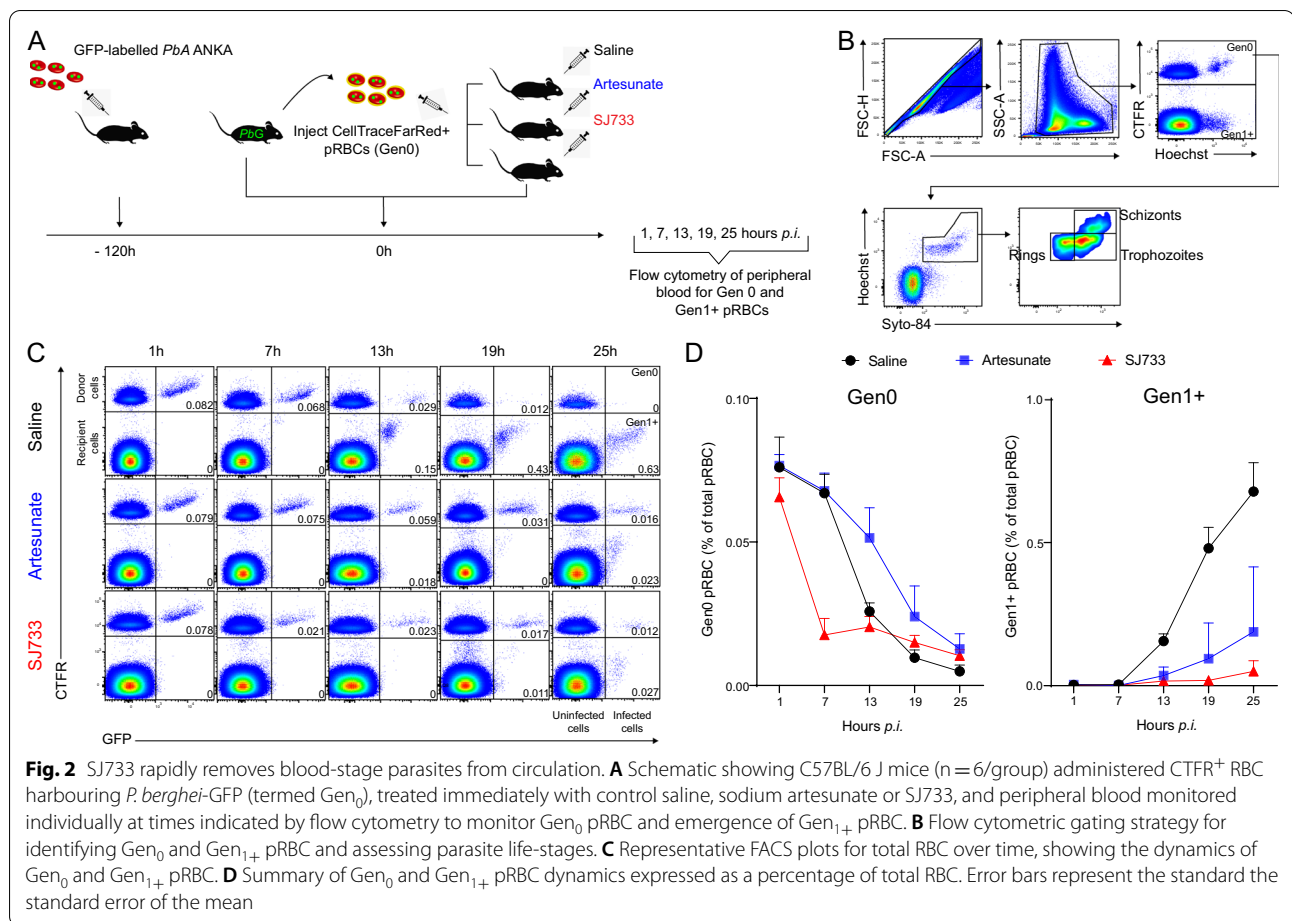 A
GFP-labelled PbA ANKA
PbG
Inject CellTraceFarRed+
pRBCs (Gen0)
Saline
Artesunate
SJ733
- 120h
0h
1, 7, 13, 19, 25 hours p.i.
Flow cytometry of peripheral
blood for Gen 0 and
Gen1+ pRBCs
B
FSC-H
FSC-A
SSC-A
CTFR
Gen0
Gen1+
Hoechst
Hoechst
Syto-84
Schizonts
Rings
Trophozoites
C
1h 7h 13h 19h 25h
Saline
Donor
cells
Recipient
cells
Gen0
0.082 0.068 0.029 0.012 0
Gen1+
0 0 0.15 0.43 0.63
Artesunate
0.079 0.075 0.059 0.031 0.016
0 0 0.018 0 0.023
SJ733
0.078 0.021 0.023 0.017 0.012
0 0 0 0.011 0.027
CTFR
GFP
Uninfected
cells
Infected
cells
D
Saline Artesunate SJ733
Gen0
Gen0 pRBC (% of total pRBC)
0.10
0.05
0.00
1 7 13 19 25
Hours p.i.
Gen1+
Gen1+ pRBC (% of total pRBC)
1.0
0.5
0.0
1 7 13 19 25
Hours p.i.
Fig. 2 SJ733 rapidly removes blood-stage parasites from circulation. A Schematic showing C57BL/6 J mice (n = 6/group) administered CTFR+ RBC
harbouring P. berghei-GFP (termed Gen0), treated immediately with control saline, sodium artesunate or SJ733, and peripheral blood monitored
individually at times indicated by flow cytometry to monitor Gen0 pRBC and emergence of Gen1+ pRBC. B Flow cytometric gating strategy for
identifying Gen0 and Gen1+ pRBC and assessing parasite life-stages. C Representative FACS plots for total RBC over time, showing the dynamics of
Gen0 and Gen1+ pRBC. D Summary of Gen0 and Gen1+ pRBC dynamics expressed as a percentage of total RBC. Error bars represent the standard the
standard error of the mean